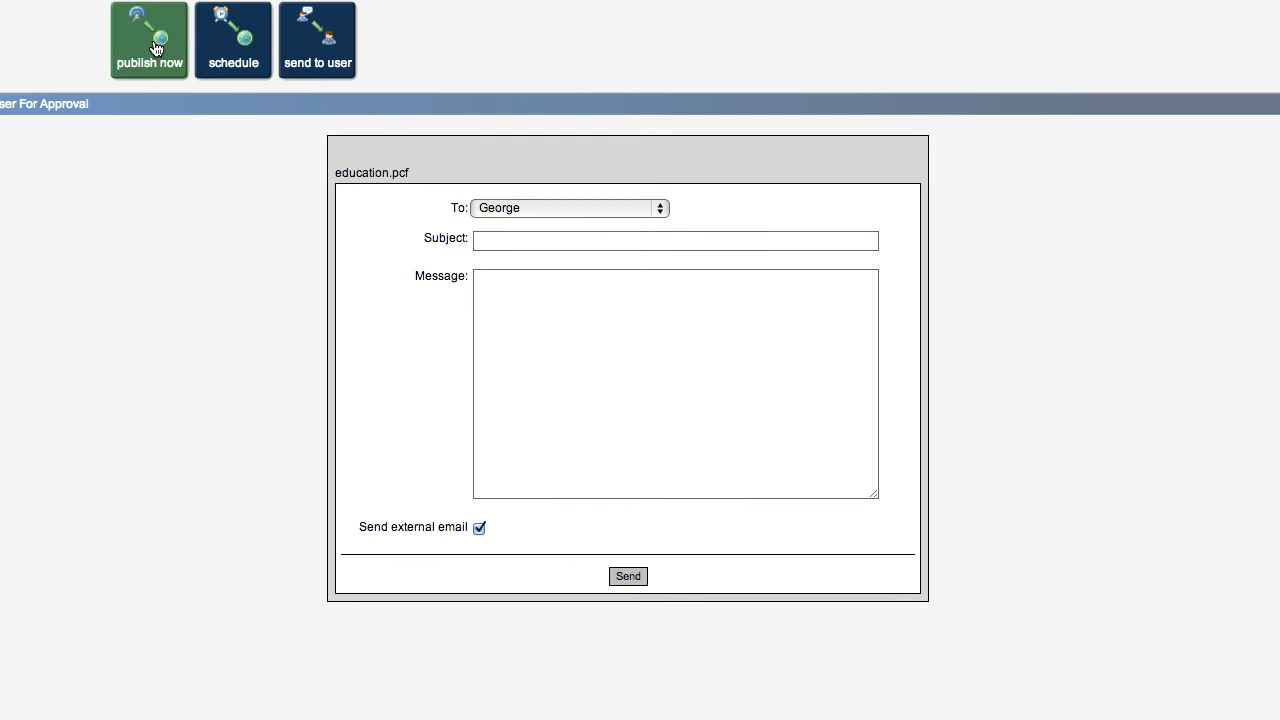 publish now schedule send to user
ser For Approval
education.pcf
To: George
Subject:
Message:
Send external email
Send